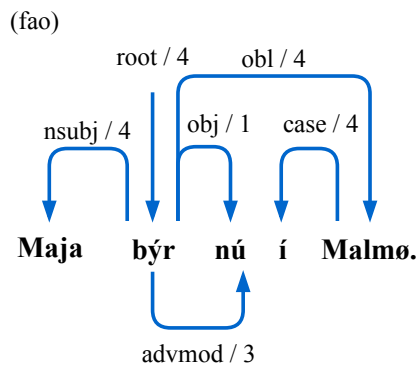 (fao)
root / 4
obl / 4
nsubj / 4
obj / 1
case / 4
Maja býr nú í Malmø.
advmod / 3